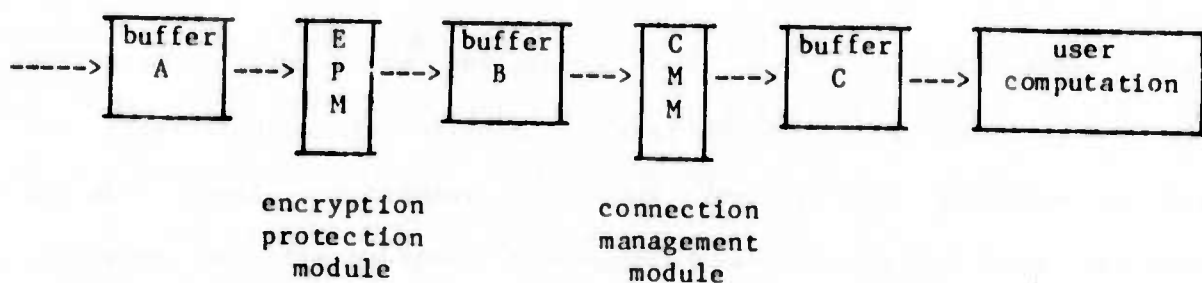 buffer
A
E
P
M
buffer
B
C
M
M
buffer
C
user
computation
encryption
protection
module
connection
management
module